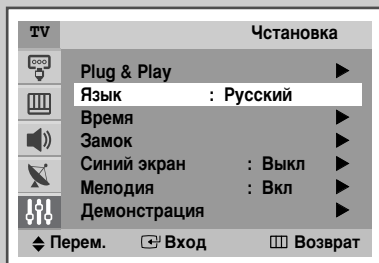 TV Чстановка
Plug & Play
Язык : Русский
Время
Замок
Синий экран : Выкл
Мелодия : Вкл
Демонстрация
Перем. Вход Возврат